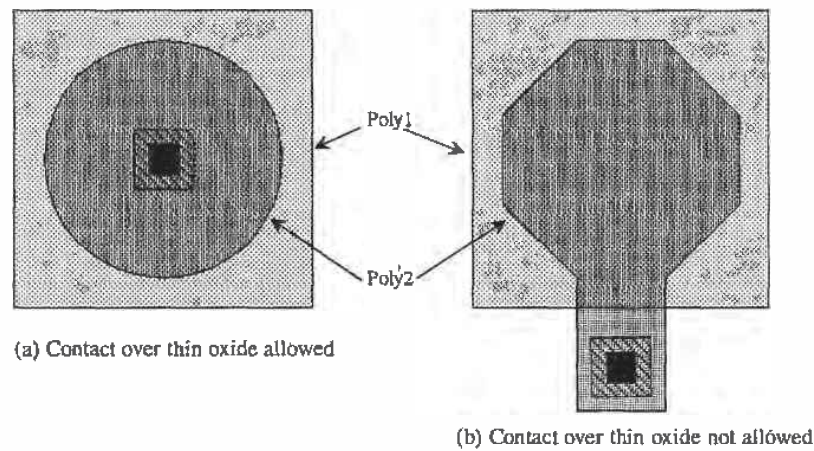 Poly1
Poly2
(a) Contact over thin oxide allowed
(b) Contact over thin oxide not allowed